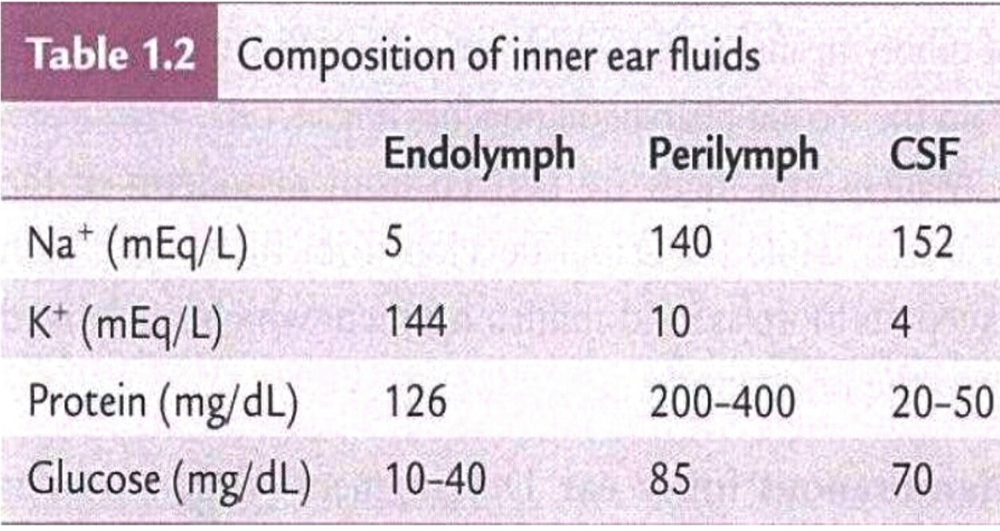 Table 1.2 Composition of inner ear fluids
Endolymph Perilymph CSF
Na⁺ (mEq/L) 5 140 152
K⁺ (mEq/L) 144 10 4
Protein (mg/dL) 126 200–400 20–50
Glucose (mg/dL) 10–40 85 70